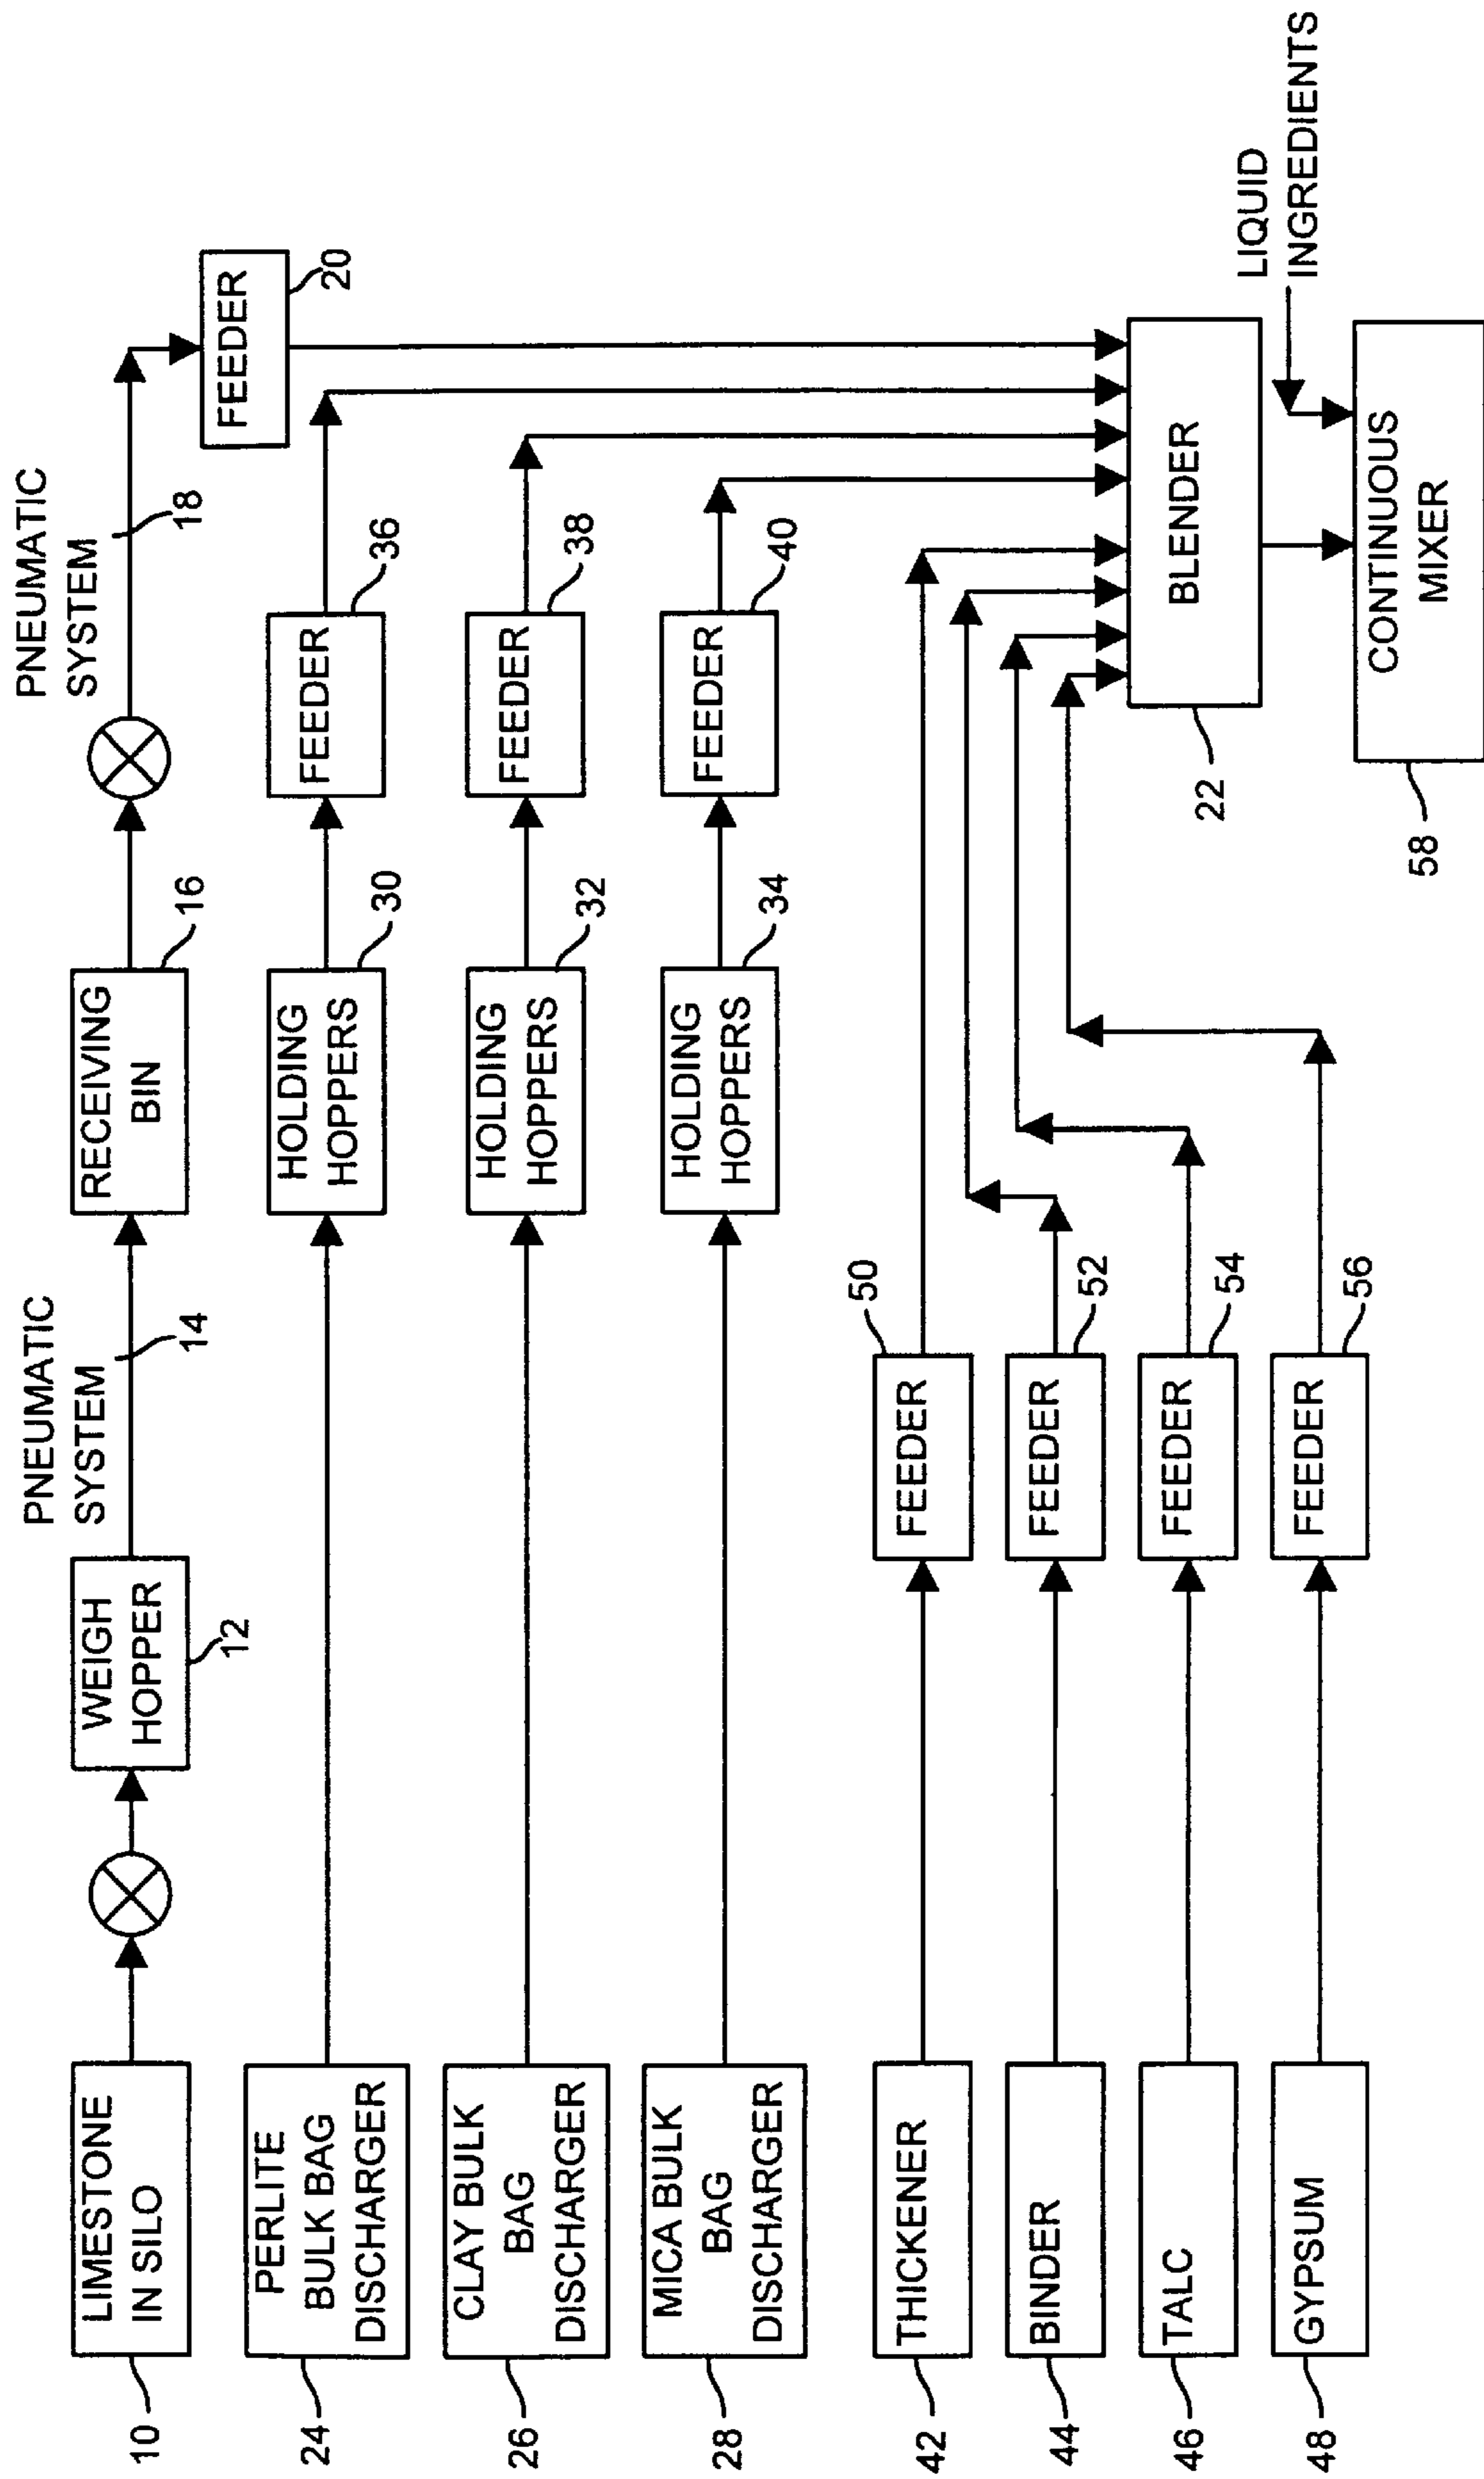 PNEUMATIC
SYSTEM
14
PNEUMATIC
SYSTEM
18
LIMESTONE
IN SILO
10
WEIGH
HOPPER
12
RECEIVING
BIN
16
FEEDER
20
PERLITE
BULK BAG
DISCHARGER
24
HOLDING
HOPPERS
30
FEEDER
36
CLAY BULK
BAG
DISCHARGER
26
HOLDING
HOPPERS
32
FEEDER
38
MICA BULK
BAG
DISCHARGER
28
HOLDING
HOPPERS
34
FEEDER
40
THICKENER
42
FEEDER
50
BINDER
44
FEEDER
52
TALC
46
FEEDER
54
GYPSUM
48
FEEDER
56
BLENDER
22
LIQUID
INGREDIENTS
CONTINUOUS
MIXER
58